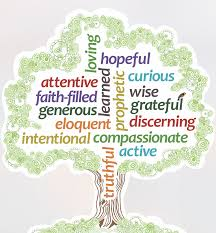 loving
hopeful
attentive
learned
prophetic
curious
faith-filled
wise
generous
grateful
eloquent
discerning
intentional
compassionate
truthful
active